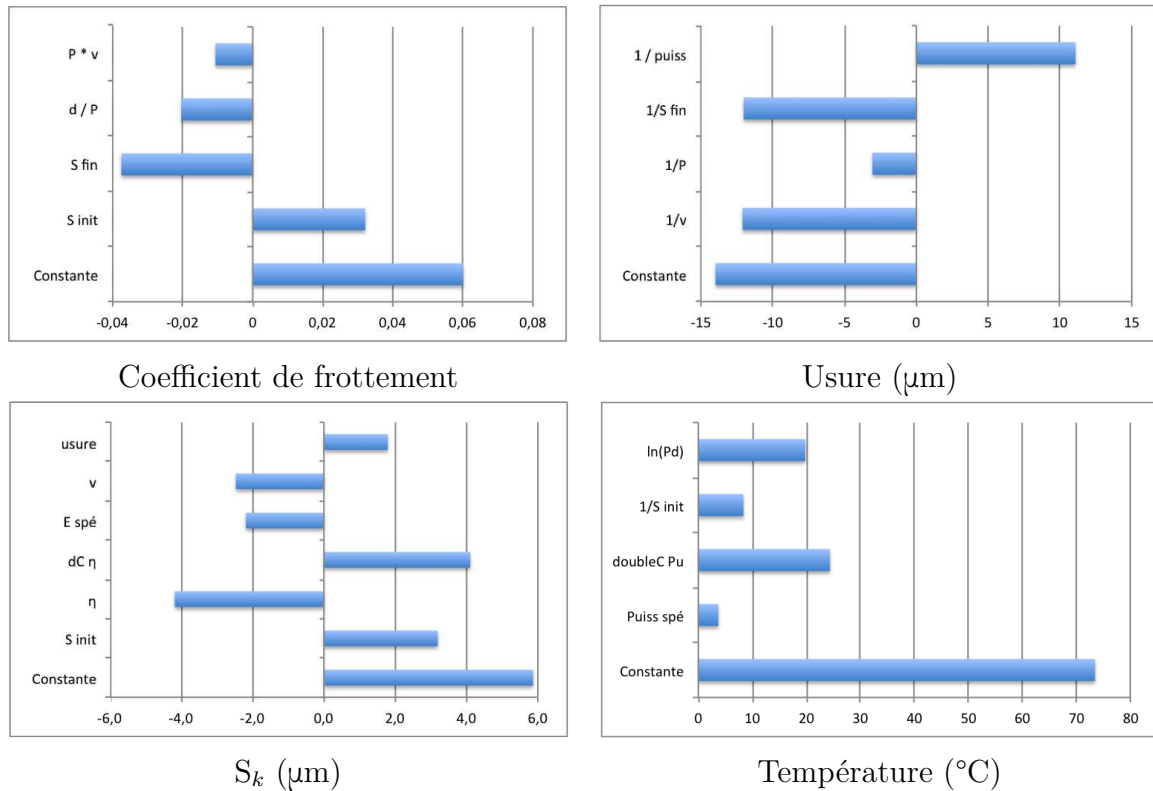 P * v
d / P
S fin
S init
Constante
-0,04 -0,02 0 0,02 0,04 0,06 0,08
Coefficient de frottement
1 / puiss
1/S fin
1/P
1/v
Constante
-15 -10 -5 0 5 10 15
Usure (µm)
usure
v
E spé
dC η
η
S init
Constante
-6,0 -4,0 -2,0 0,0 2,0 4,0 6,0
Sk (µm)
ln(Pd)
1/S init
doubleC Pu
Puiss spé
Constante
0 10 20 30 40 50 60 70 80
Température (°C)